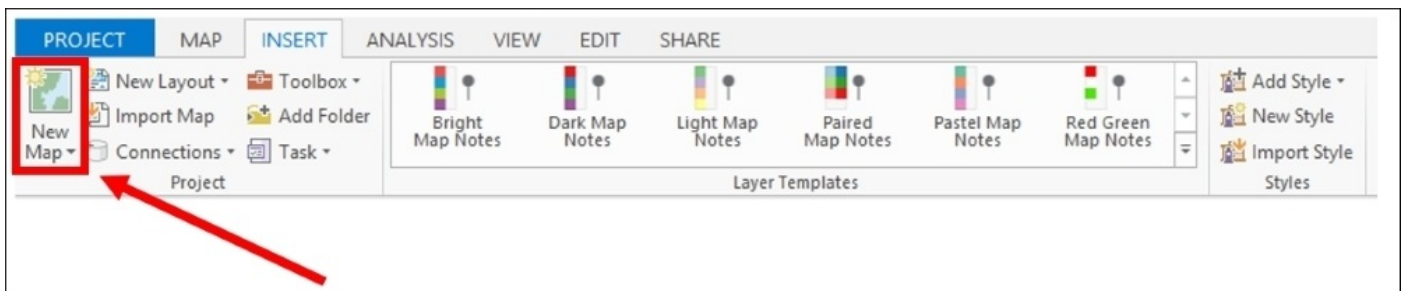 PROJECT MAP INSERT ANALYSIS VIEW EDIT SHARE
New Map
New Layout
Import Map
Connections
Toolbox
Add Folder
Task
Project
Bright
Map Notes
Dark Map
Notes
Light Map
Notes
Paired
Map Notes
Pastel Map
Notes
Red Green
Map Notes
Layer Templates
Add Style
New Style
Import Style
Styles